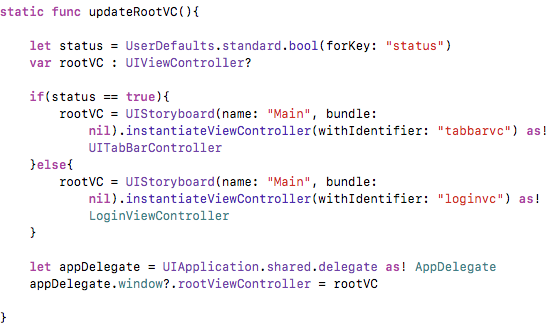 static func updateRootVC(){
let status = UserDefaults.standard.bool(forKey: "status")
var rootVC : UIViewController?
if(status == true){
rootVC = UIStoryboard(name: "Main", bundle:
nil).instantiateViewController(withIdentifier: "tabbarvc") as!
UITabBarController
}else{
rootVC = UIStoryboard(name: "Main", bundle:
nil).instantiateViewController(withIdentifier: "loginvc") as!
LoginViewController
}
let appDelegate = UIApplication.shared.delegate as! AppDelegate
appDelegate.window?.rootViewController = rootVC
}